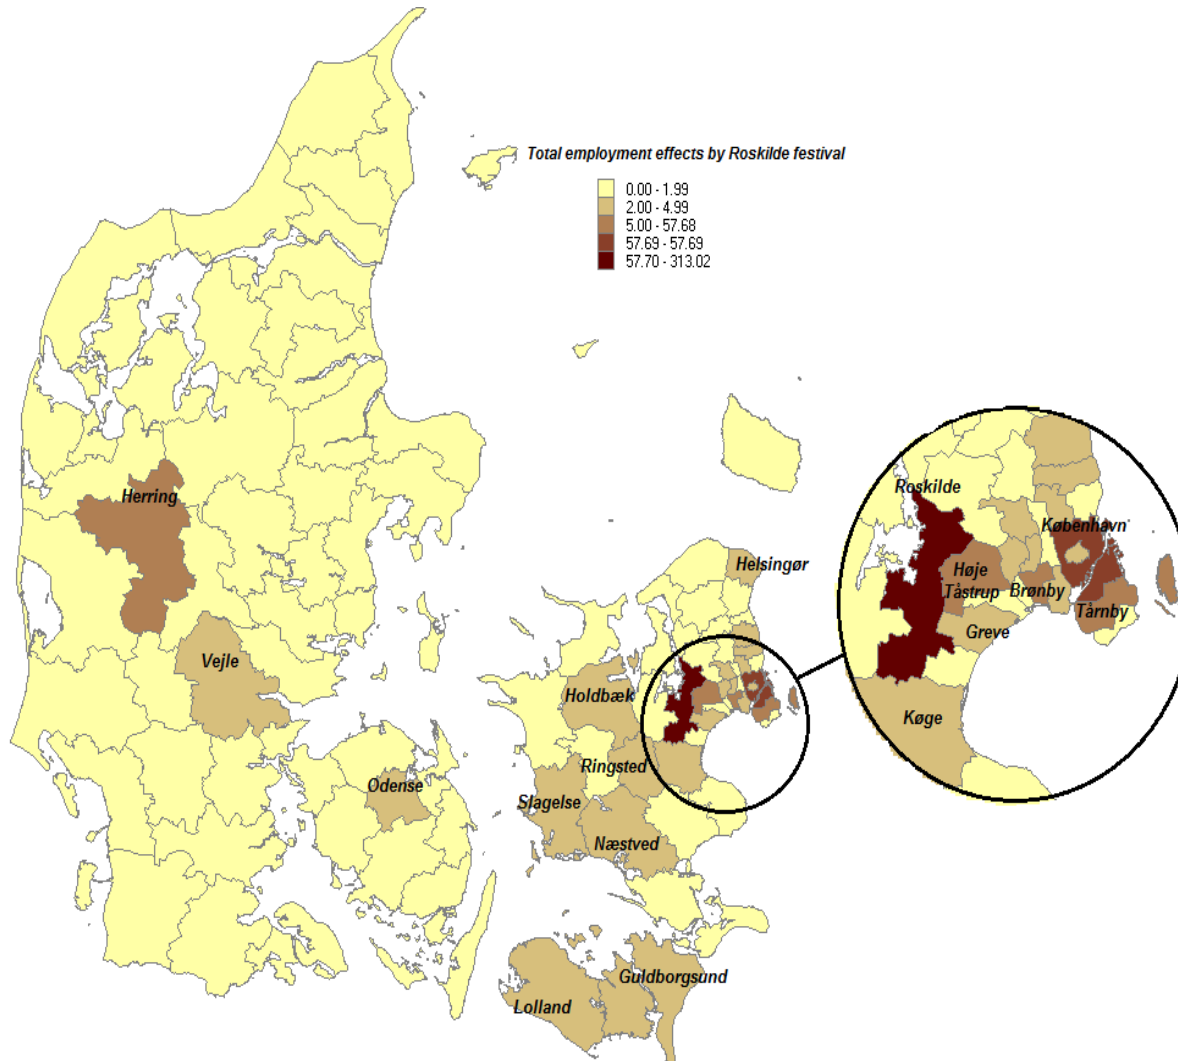 Total employment effects by Roskilde festival
0.00 - 1.99
2.00 - 4.99
5.00 - 57.68
57.69 - 57.69
57.70 - 313.02
Herring
Roskilde
København
Helsingør
Høje
Tåstrup
Brønby
Tårnby
Greve
Vejle
Holdbæk
Køge
Ringsted
Odense
Slagelse
Næstved
Guldborgsund
Lolland